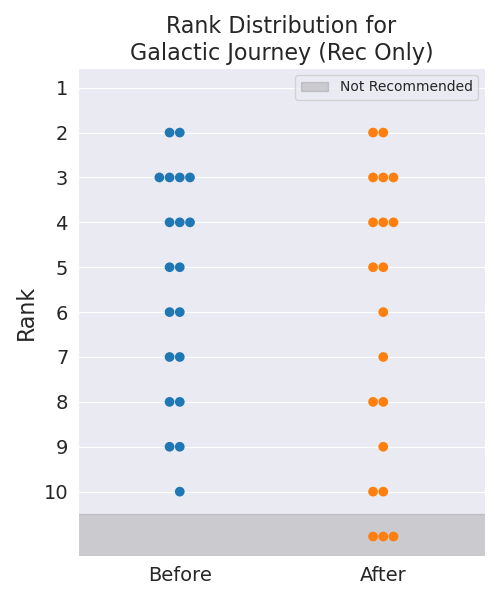 Rank Distribution for
Galactic Journey (Rec Only)
Not Recommended
1
2
3
4
5
6
7
8
9
10
Rank
Before
After